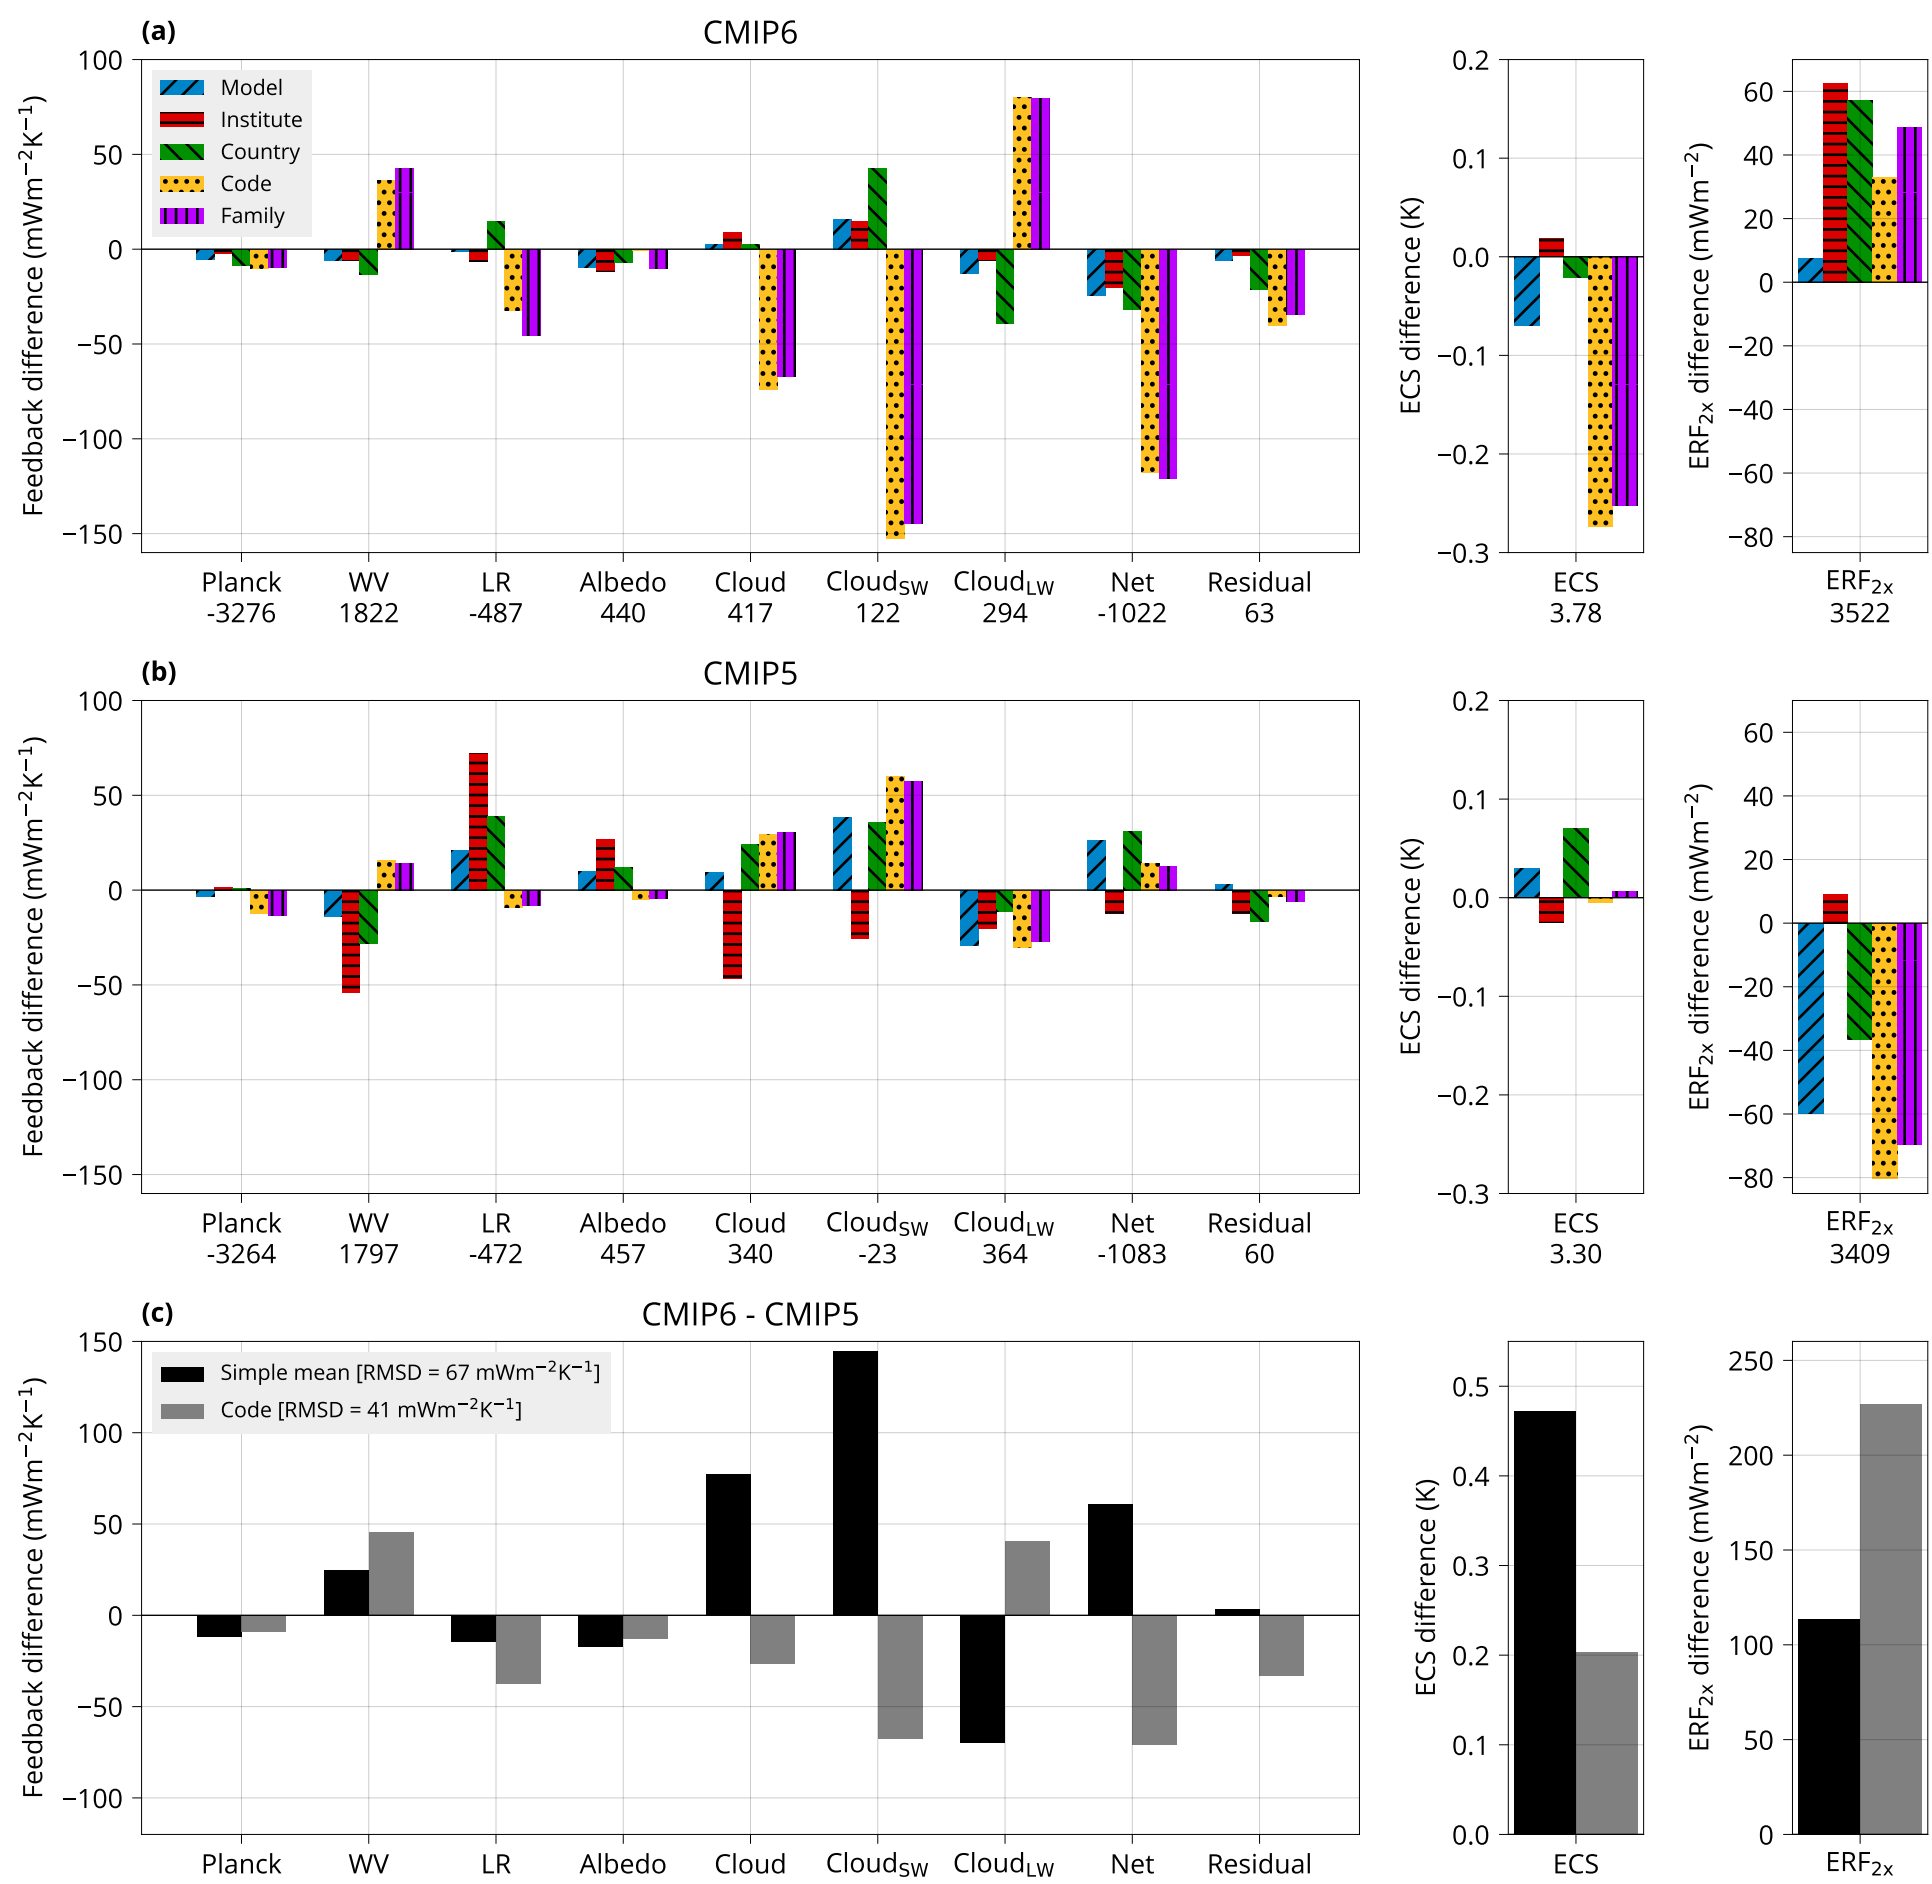 (a)
CMIP6
Feedback difference (mWm−2K−1)
100
50
0
−50
−100
−150
Model
Institute
Country
Code
Family
Planck WV LR Albedo Cloud CloudSW CloudLW Net Residual
-3276 1822 -487 440 417 122 294 -1022 63
ECS difference (K)
0.2
0.1
0.0
−0.1
−0.2
−0.3
ECS
3.78
ERF2x difference (mWm−2)
60
40
20
0
−20
−40
−60
−80
ERF2x
3522
(b)
CMIP5
Feedback difference (mWm−2K−1)
100
50
0
−50
−100
−150
Planck WV LR Albedo Cloud CloudSW CloudLW Net Residual
-3264 1797 -472 457 340 -23 364 -1083 60
ECS difference (K)
0.2
0.1
0.0
−0.1
−0.2
−0.3
ECS
3.30
ERF2x difference (mWm−2)
60
40
20
0
−20
−40
−60
−80
ERF2x
3409
(c)
CMIP6 - CMIP5
Feedback difference (mWm−2K−1)
150
100
50
0
−50
−100
Simple mean [RMSD = 67 mWm−2K−1]
Code [RMSD = 41 mWm−2K−1]
Planck WV LR Albedo Cloud CloudSW CloudLW Net Residual
ECS difference (K)
0.5
0.4
0.3
0.2
0.1
0.0
ECS
ERF2x difference (mWm−2)
250
200
150
100
50
0
ERF2x